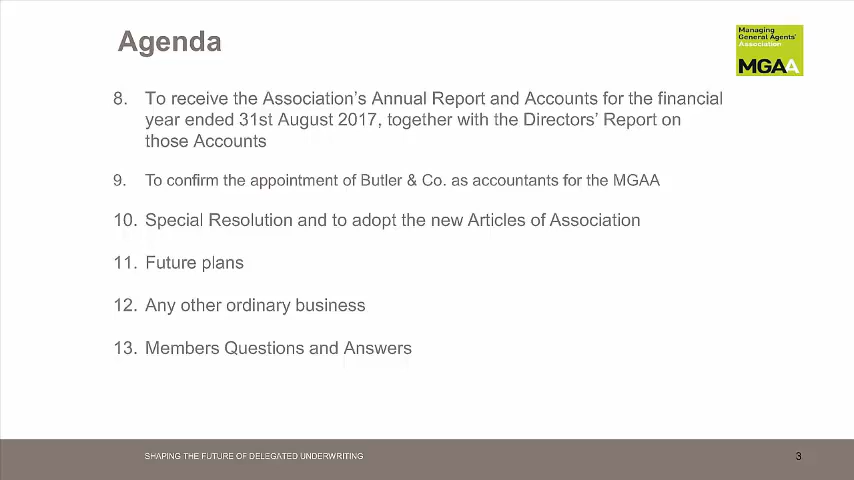 Agenda
Managing
General Agents'
Association
MGAA
8. To receive the Association's Annual Report and Accounts for the financial
year ended 31st August 2017, together with the Directors' Report on
those Accounts
9. To confirm the appointment of Butler & Co. as accountants for the MGAA
10. Special Resolution and to adopt the new Articles of Association
11. Future plans
12. Any other ordinary business
13. Members Questions and Answers
SHAPING THE FUTURE OF DELEGATED UNDERWRITING
3